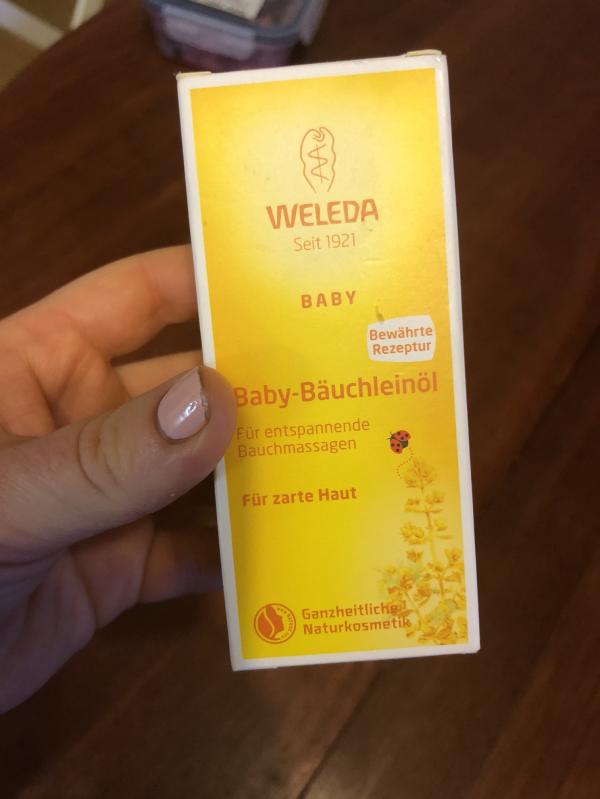 WELEDA
Seit 1921
BABY
Bewährte
Rezeptur
Baby-Bäuchleinöl
Für entspannende
Bauchmassagen
Für zarte Haut
Ganzheitliche
Naturkosmetik